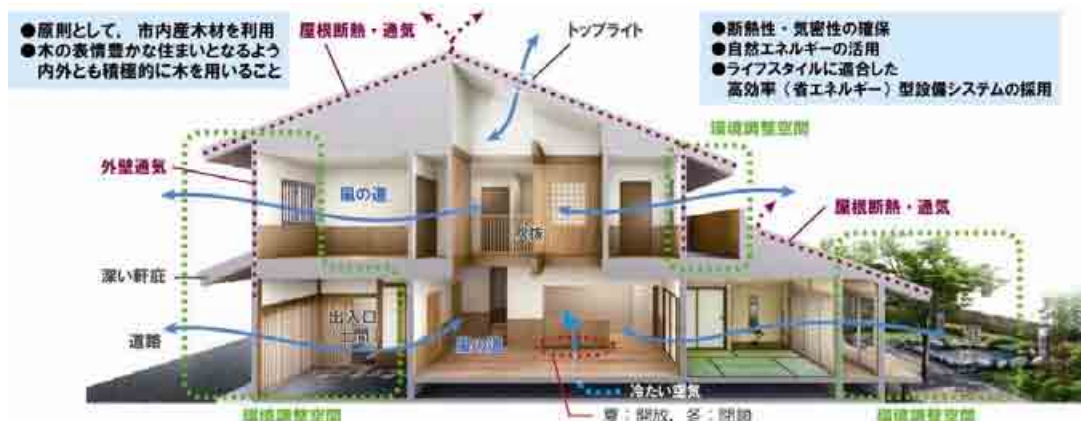 ●原則として，市内産木材を利用
●木の表情豊かな住まいとなるよう
内外とも積極的に木を用いること
屋根断熱・通気
トップライト
●断熱性・気密性の確保
●自然エネルギーの活用
●ライフスタイルに適合した
高効率（省エネルギー）型設備システムの採用
環境調整空間
外壁通気
風の道
吹抜
屋根断熱・通気
深い軒庇
道路
出入口
土間
風の道
冷たい空気
環境調整空間
夏：開放，冬：閉鎖
環境調整空間